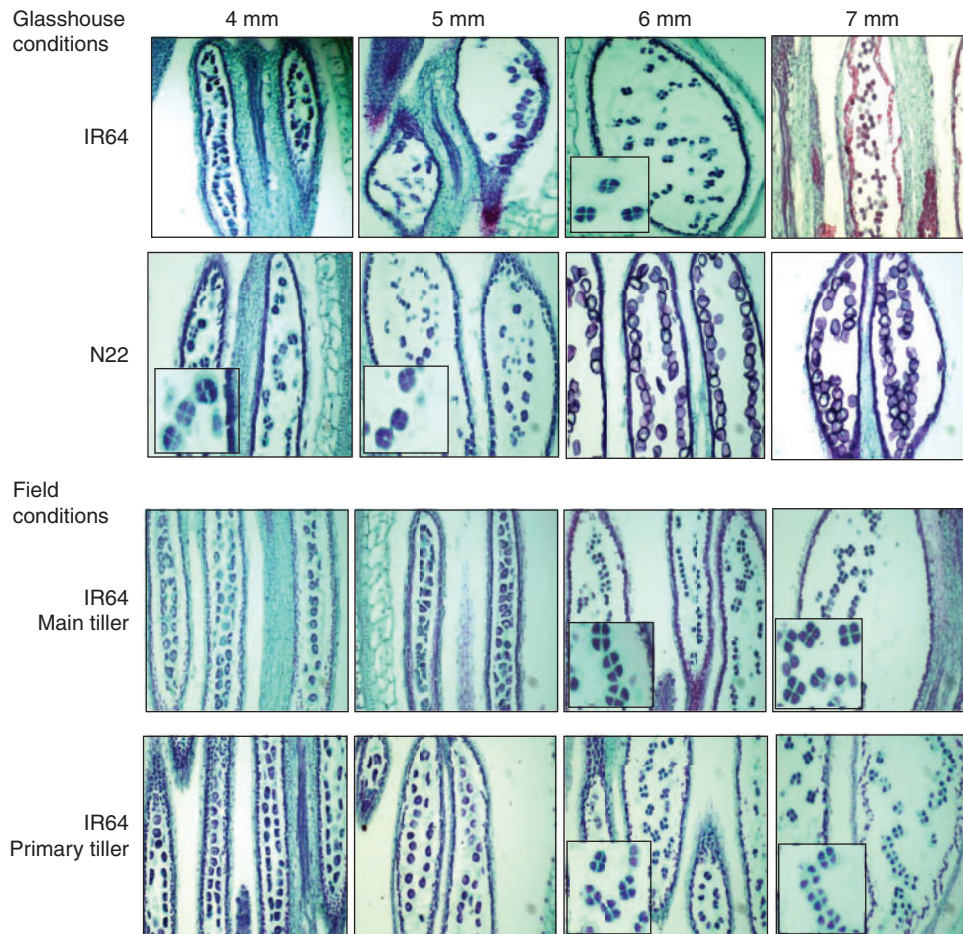 Glasshouse
conditions
4 mm
5 mm
6 mm
7 mm
IR64
N22
Field
conditions
IR64
Main tiller
IR64
Primary tiller